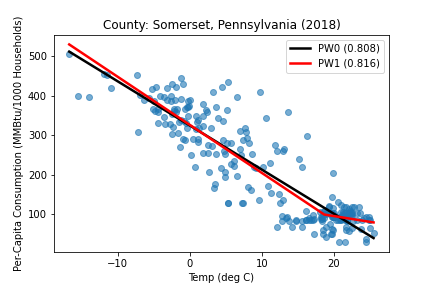 County: Somerset, Pennsylvania (2018)
PW0 (0.808)
PW1 (0.816)
Per-Capita Consumption (MMBtu/1000 Households)
500
400
300
200
100
−10
0
10
20
Temp (deg C)